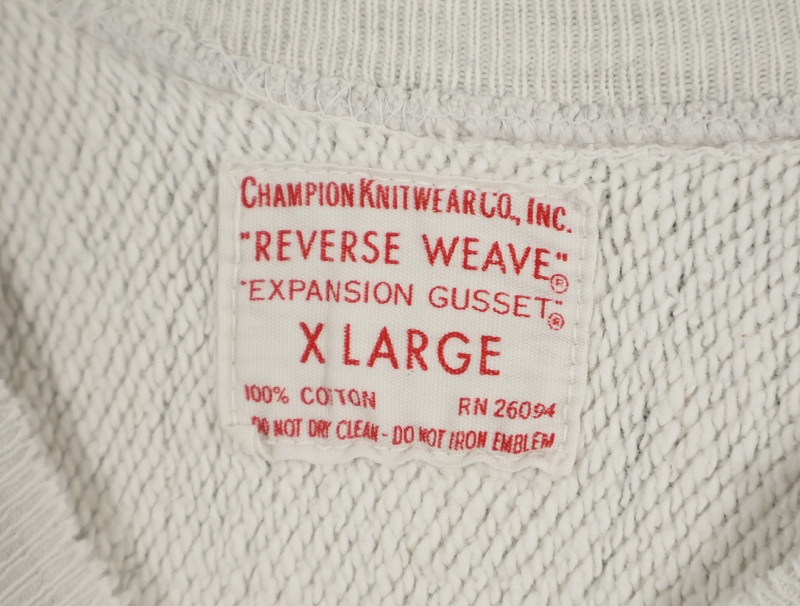 CHAMPION KNITWEAR CO., INC.
"REVERSE WEAVE"®
"EXPANSION GUSSET"®
X LARGE
100% COTTON RN 26094
DO NOT DRY CLEAN - DO NOT IRON EMBLEM